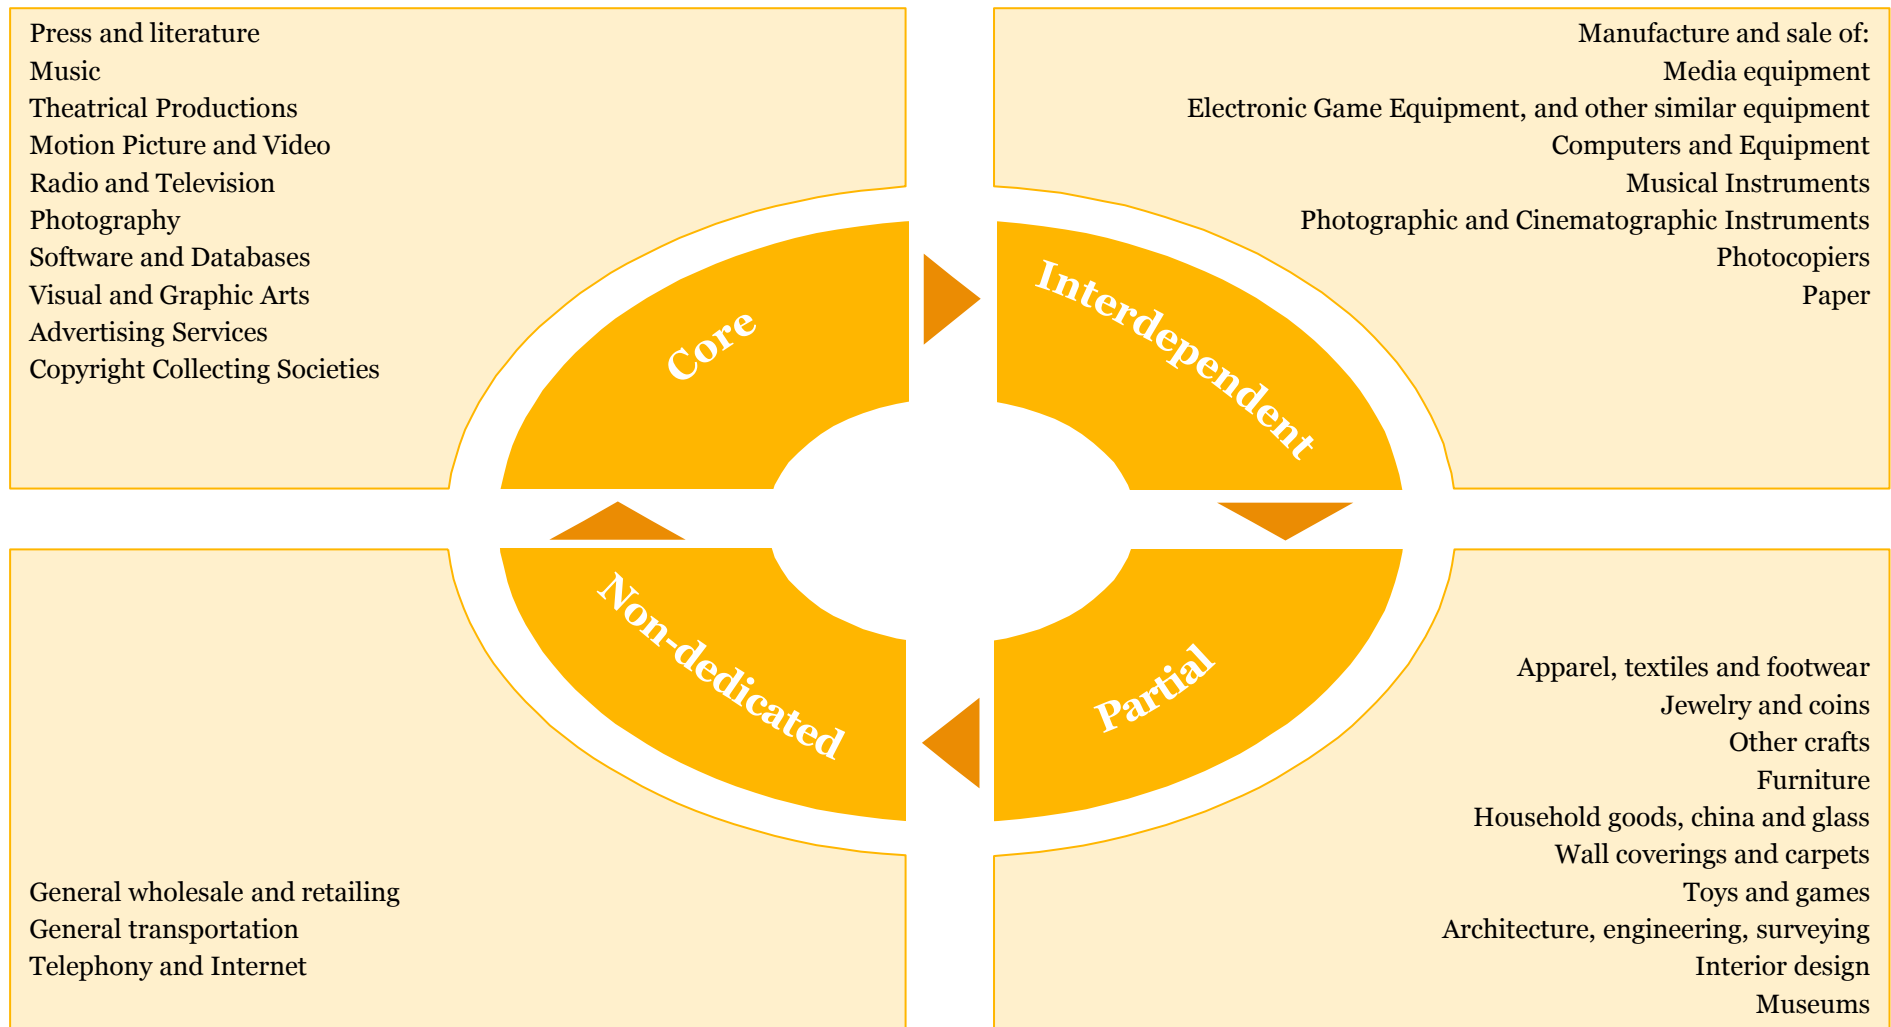 Press and literature
Music
Theatrical Productions
Motion Picture and Video
Radio and Television
Photography
Software and Databases
Visual and Graphic Arts
Advertising Services
Copyright Collecting Societies
Core
Manufacture and sale of:
Media equipment
Electronic Game Equipment, and other similar equipment
Computers and Equipment
Musical Instruments
Photographic and Cinematographic Instruments
Photocopiers
Paper
Interdependent
Non-dedicated
General wholesale and retailing
General transportation
Telephony and Internet
Partial
Apparel, textiles and footwear
Jewelry and coins
Other crafts
Furniture
Household goods, china and glass
Wall coverings and carpets
Toys and games
Architecture, engineering, surveying
Interior design
Museums